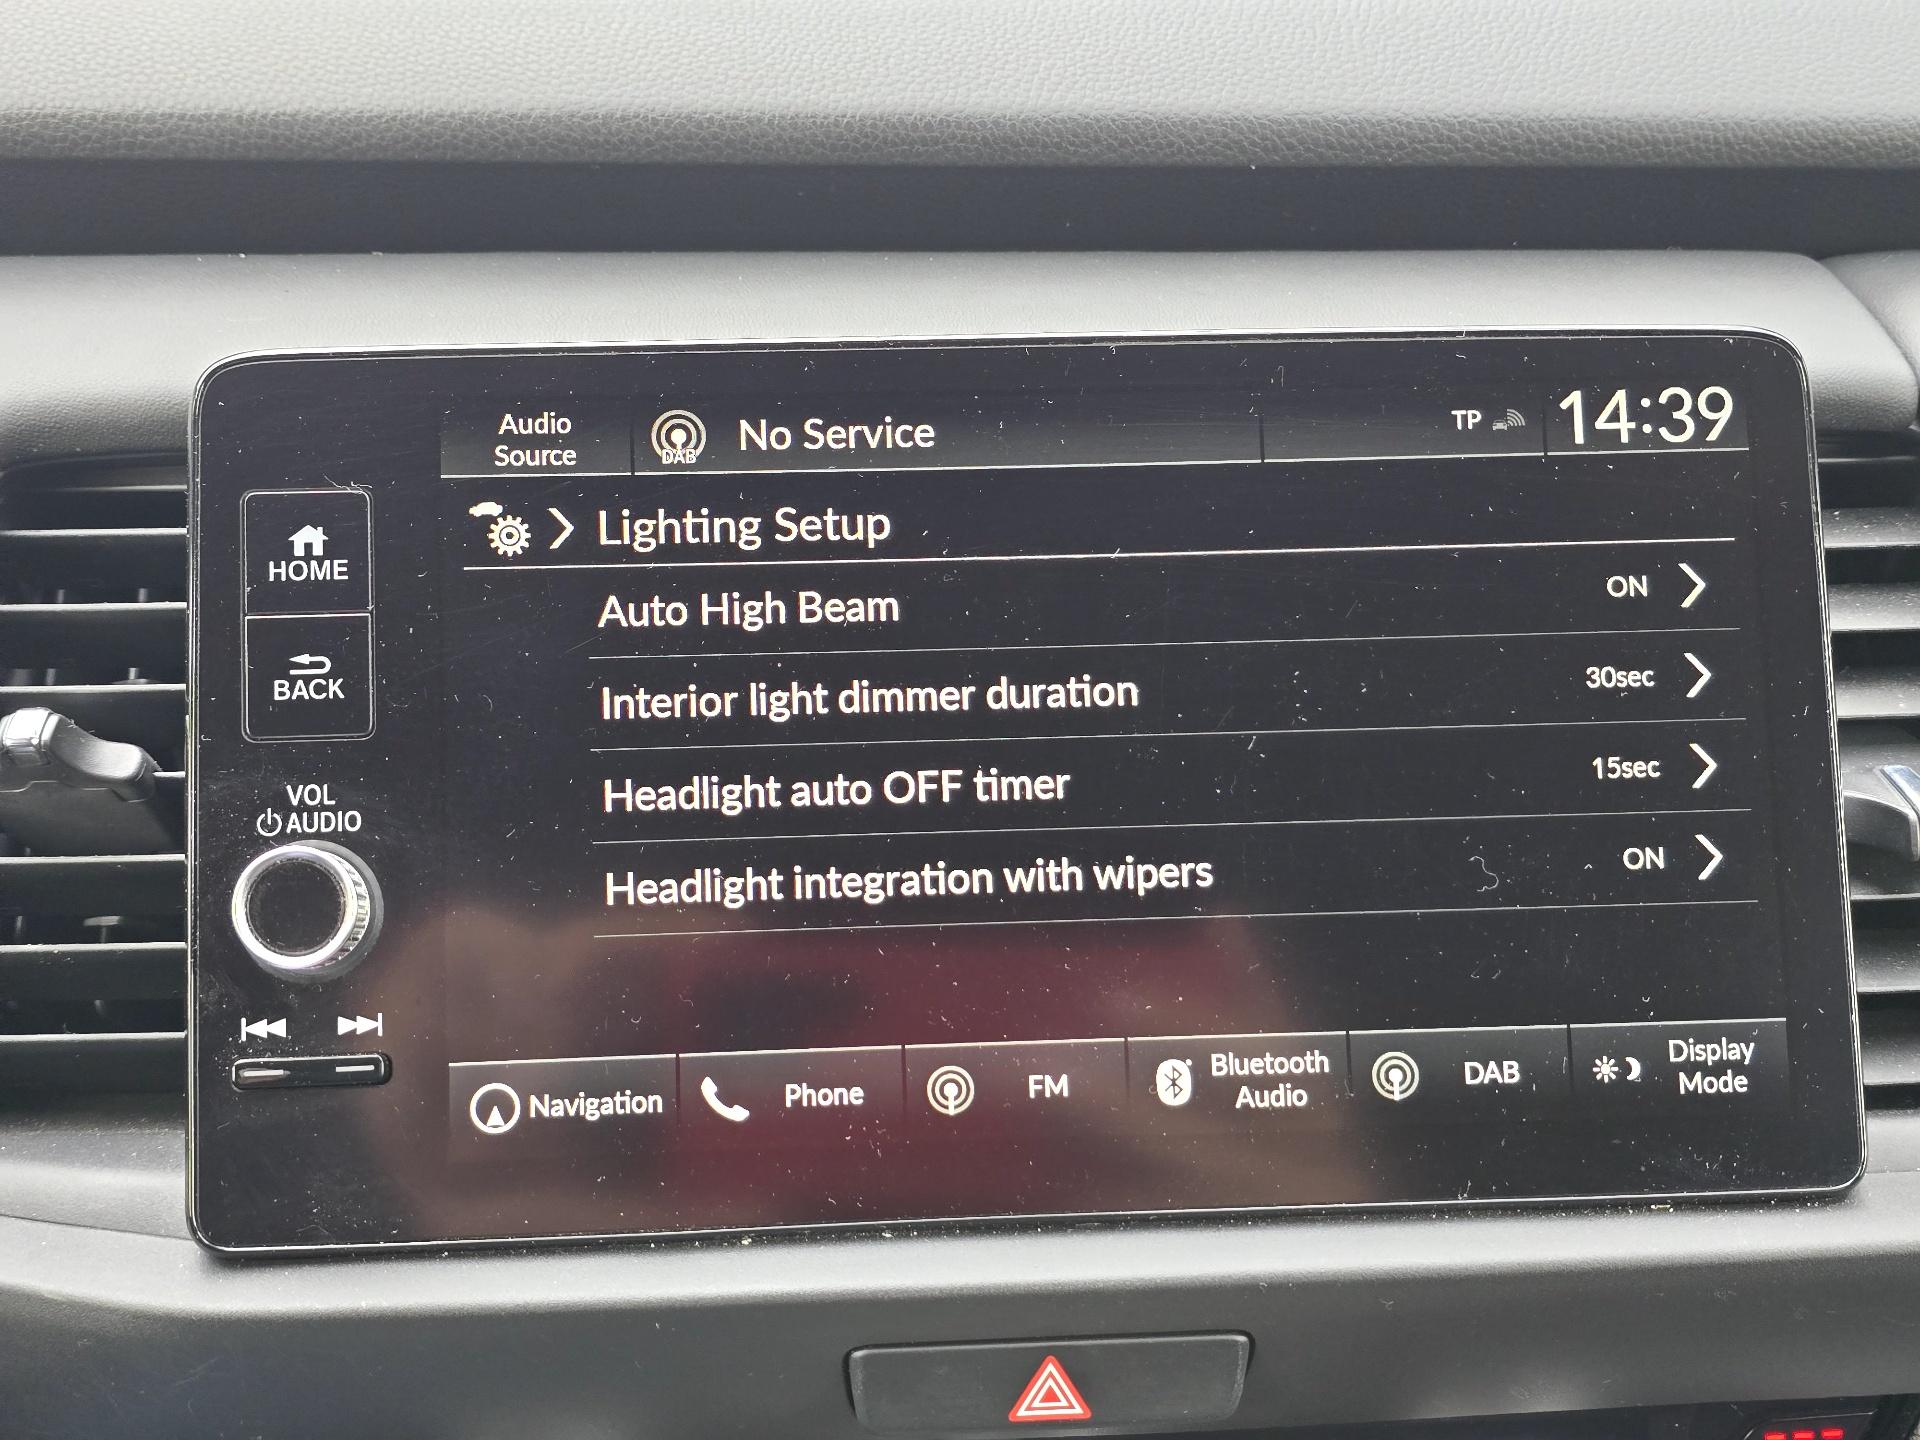 Audio
Source
DAB
No Service
TP
14:39
HOME
BACK
VOL
AUDIO
Lighting Setup
Auto High Beam ON
Interior light dimmer duration 30sec
Headlight auto OFF timer 15sec
Headlight integration with wipers ON
Navigation
Phone
FM
Bluetooth
Audio
DAB
Display
Mode